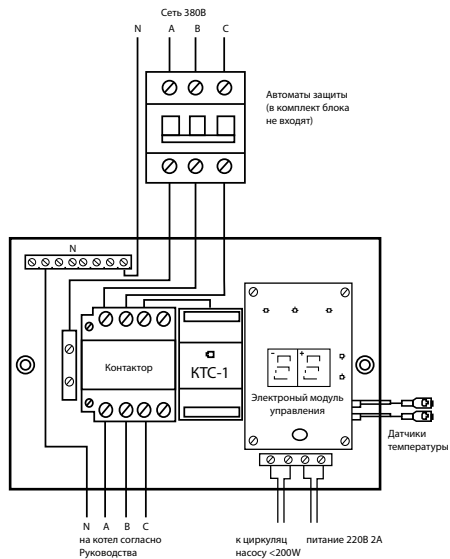 Сеть 380В
N A B C
Автоматы защиты
(в комплект блока
не входят)
N
Контактор
КТС-1
Электроный модуль
управления
Датчики
температуры
N A B C
на котел согласно
Руководства
к циркуляц
насосу <200W
питание 220В 2А